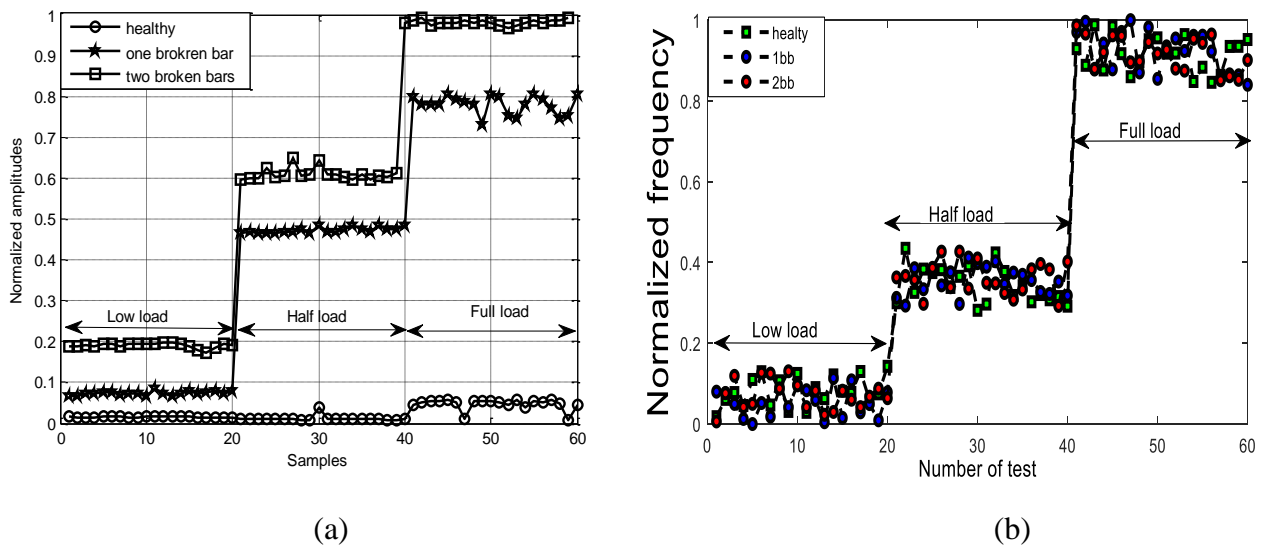 healthy
one brokren bar
two broken bars
1
0.9
0.8
0.7
0.6
0.5
0.4
0.3
0.2
0.1
0
Normalized amplitudes
Low load
Half load
Full load
0 10 20 30 40 50 60
Samples
(a)
healty
1bb
2bb
1
0.8
0.6
0.4
0.2
0
Normalized frequency
Full load
Half load
Low load
0 10 20 30 40 50 60
Number of test
(b)